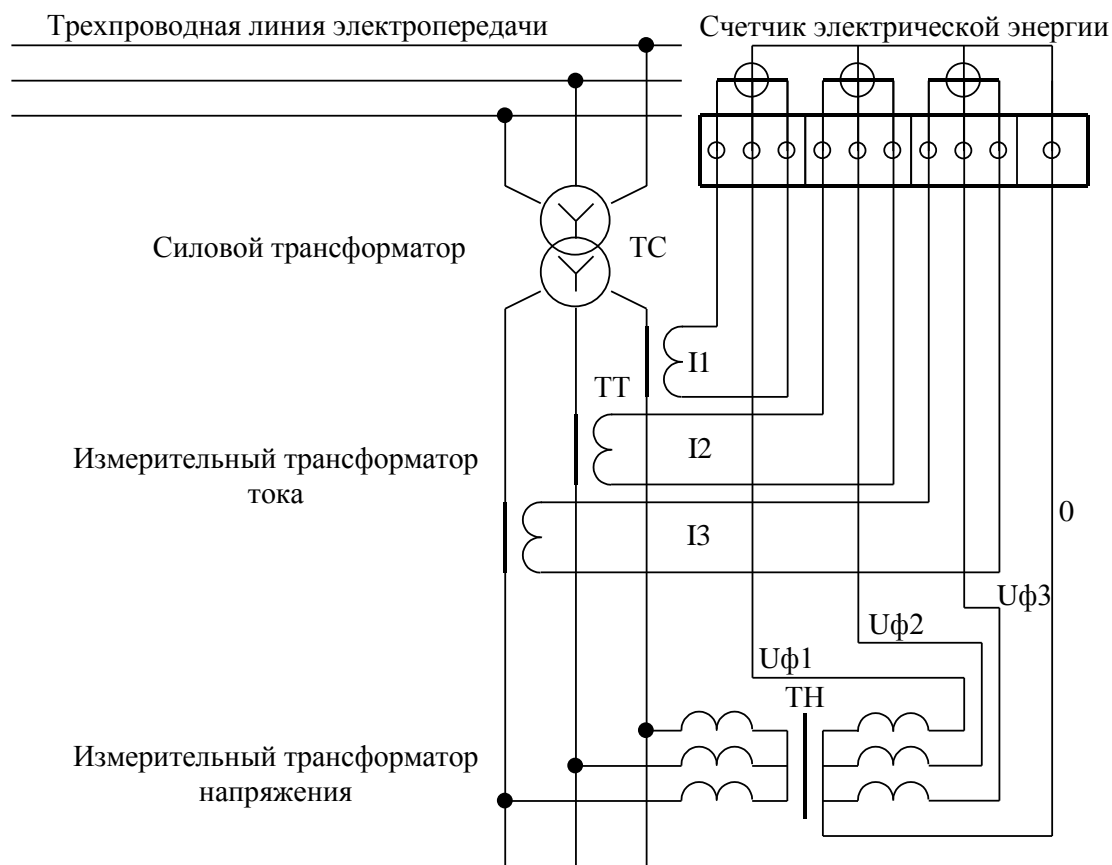 Трехпроводная линия электропередачи
Счетчик электрической энергии
Силовой трансформатор
ТС
I1
ТТ
I2
Измерительный трансформатор
тока
I3
0
Uф3
Uф2
Uф1
ТН
Измерительный трансформатор
напряжения